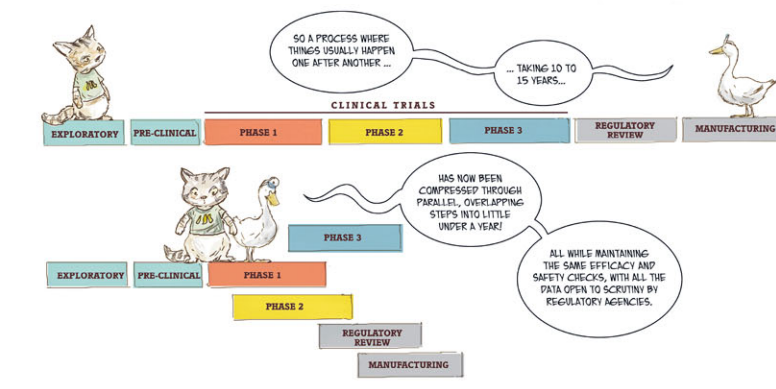 SO A PROCESS WHERE
THINGS USUALLY HAPPEN
ONE AFTER ANOTHER ...
... TAKING 10 TO
15 YEARS...
CLINICAL TRIALS
EXPLORATORY
PRE-CLINICAL
PHASE 1
PHASE 2
PHASE 3
REGULATORY
REVIEW
MANUFACTURING
HAS NOW BEEN
COMPRESSED THROUGH
PARALLEL, OVERLAPPING
STEPS INTO LITTLE
UNDER A YEAR!
ALL WHILE MAINTAINING
THE SAME EFFICACY AND
SAFETY CHECKS, WITH ALL THE
DATA OPEN TO SCRUTINY BY
REGULATORY AGENCIES.
PHASE 3
EXPLORATORY
PRE-CLINICAL
PHASE 1
PHASE 2
REGULATORY
REVIEW
MANUFACTURING